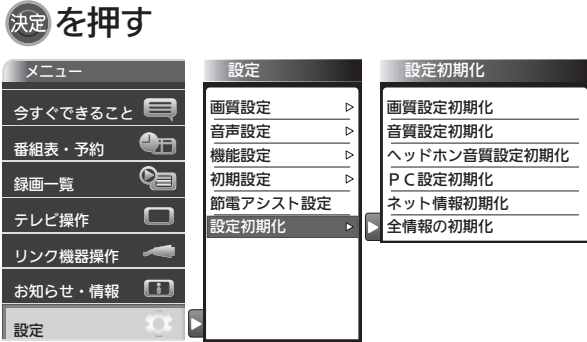 決定 を押す
メニュー
今すぐできること
番組表・予約
録画一覧
テレビ操作
リンク機器操作
お知らせ・情報
設定
設定
画質設定
音声設定
機能設定
初期設定
節電アシスト設定
設定初期化
設定初期化
画質設定初期化
音質設定初期化
ヘッドホン音質設定初期化
ＰＣ設定初期化
ネット情報初期化
全情報の初期化